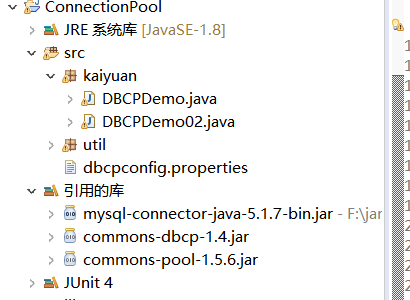 ConnectionPool
JRE 系统库 [JavaSE-1.8]
src
kaiyuan
DBCPDemo.java
DBCPDemo02.java
util
dbcpconfig.properties
引用的库
mysql-connector-java-5.1.7-bin.jar - F:\jar
commons-dbcp-1.4.jar
commons-pool-1.5.6.jar
JUnit 4